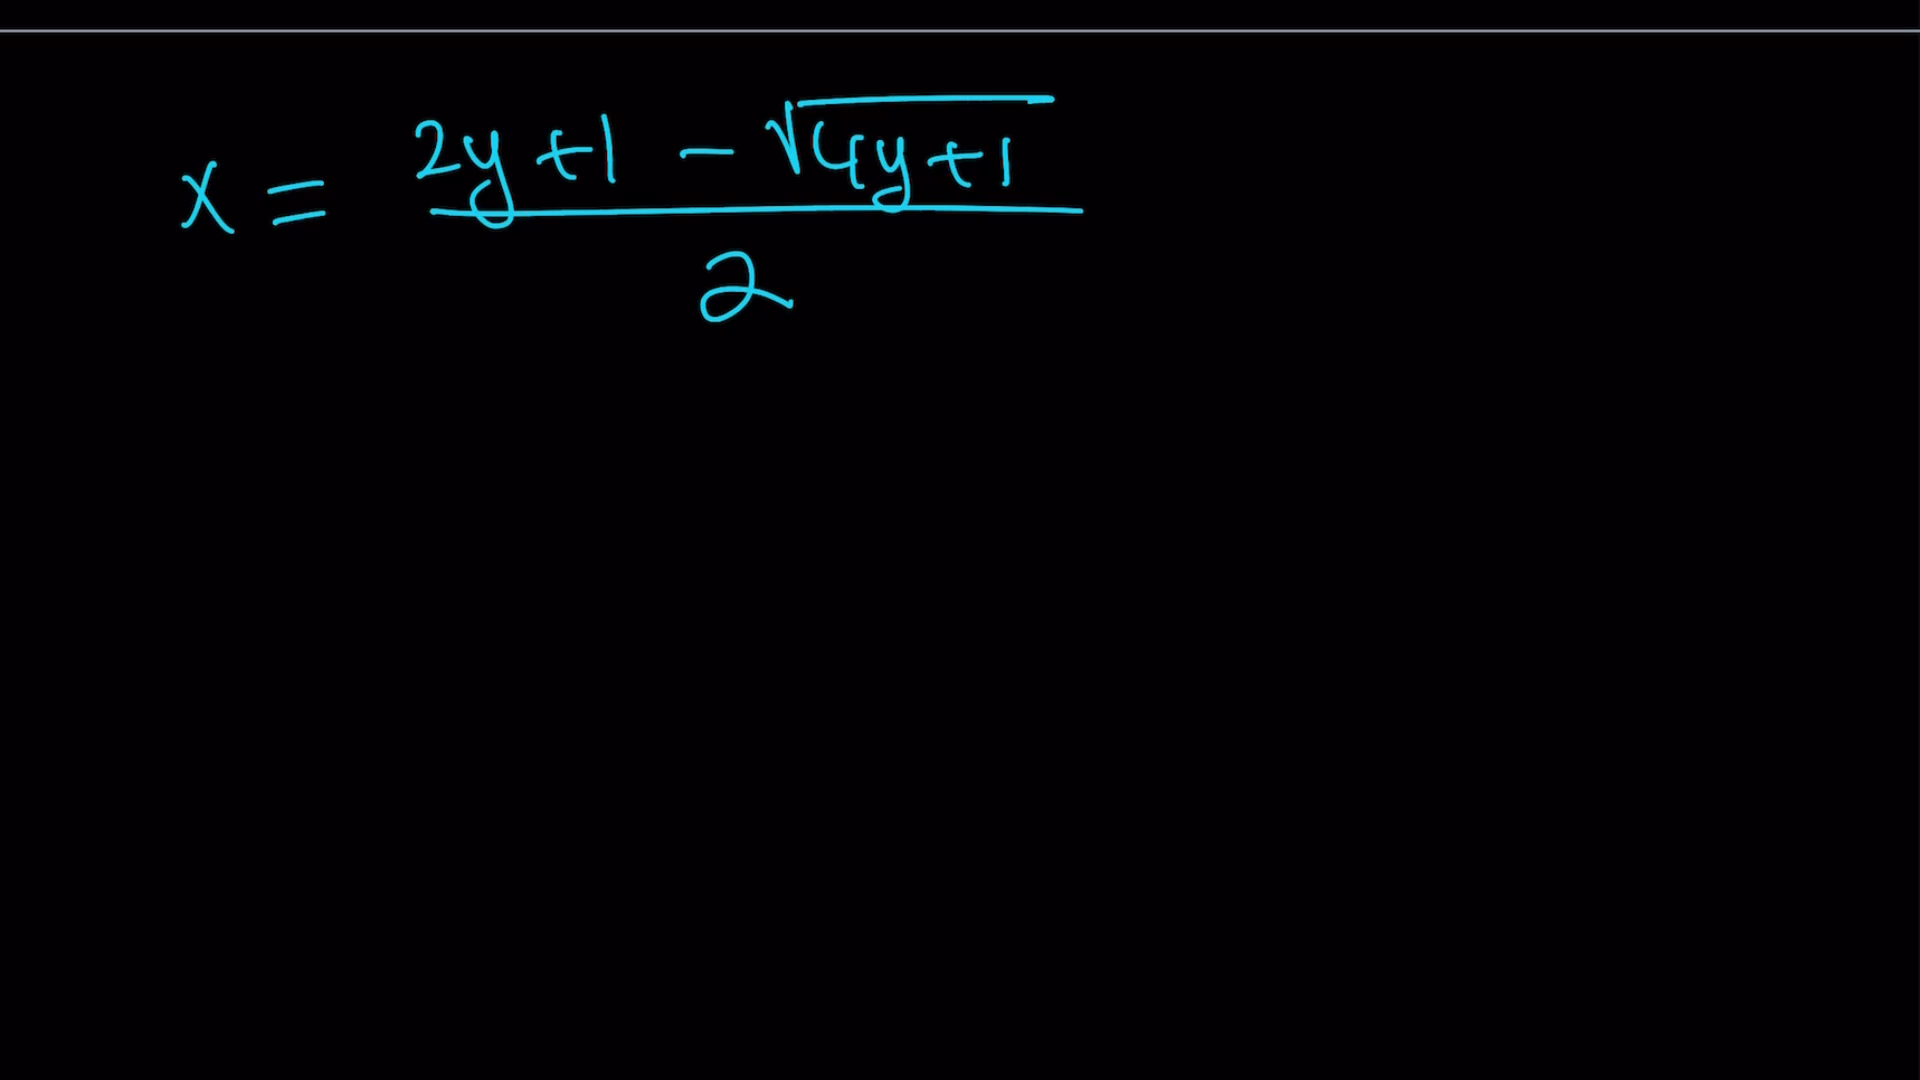 x = (2y+1 - √(4y+1))/2